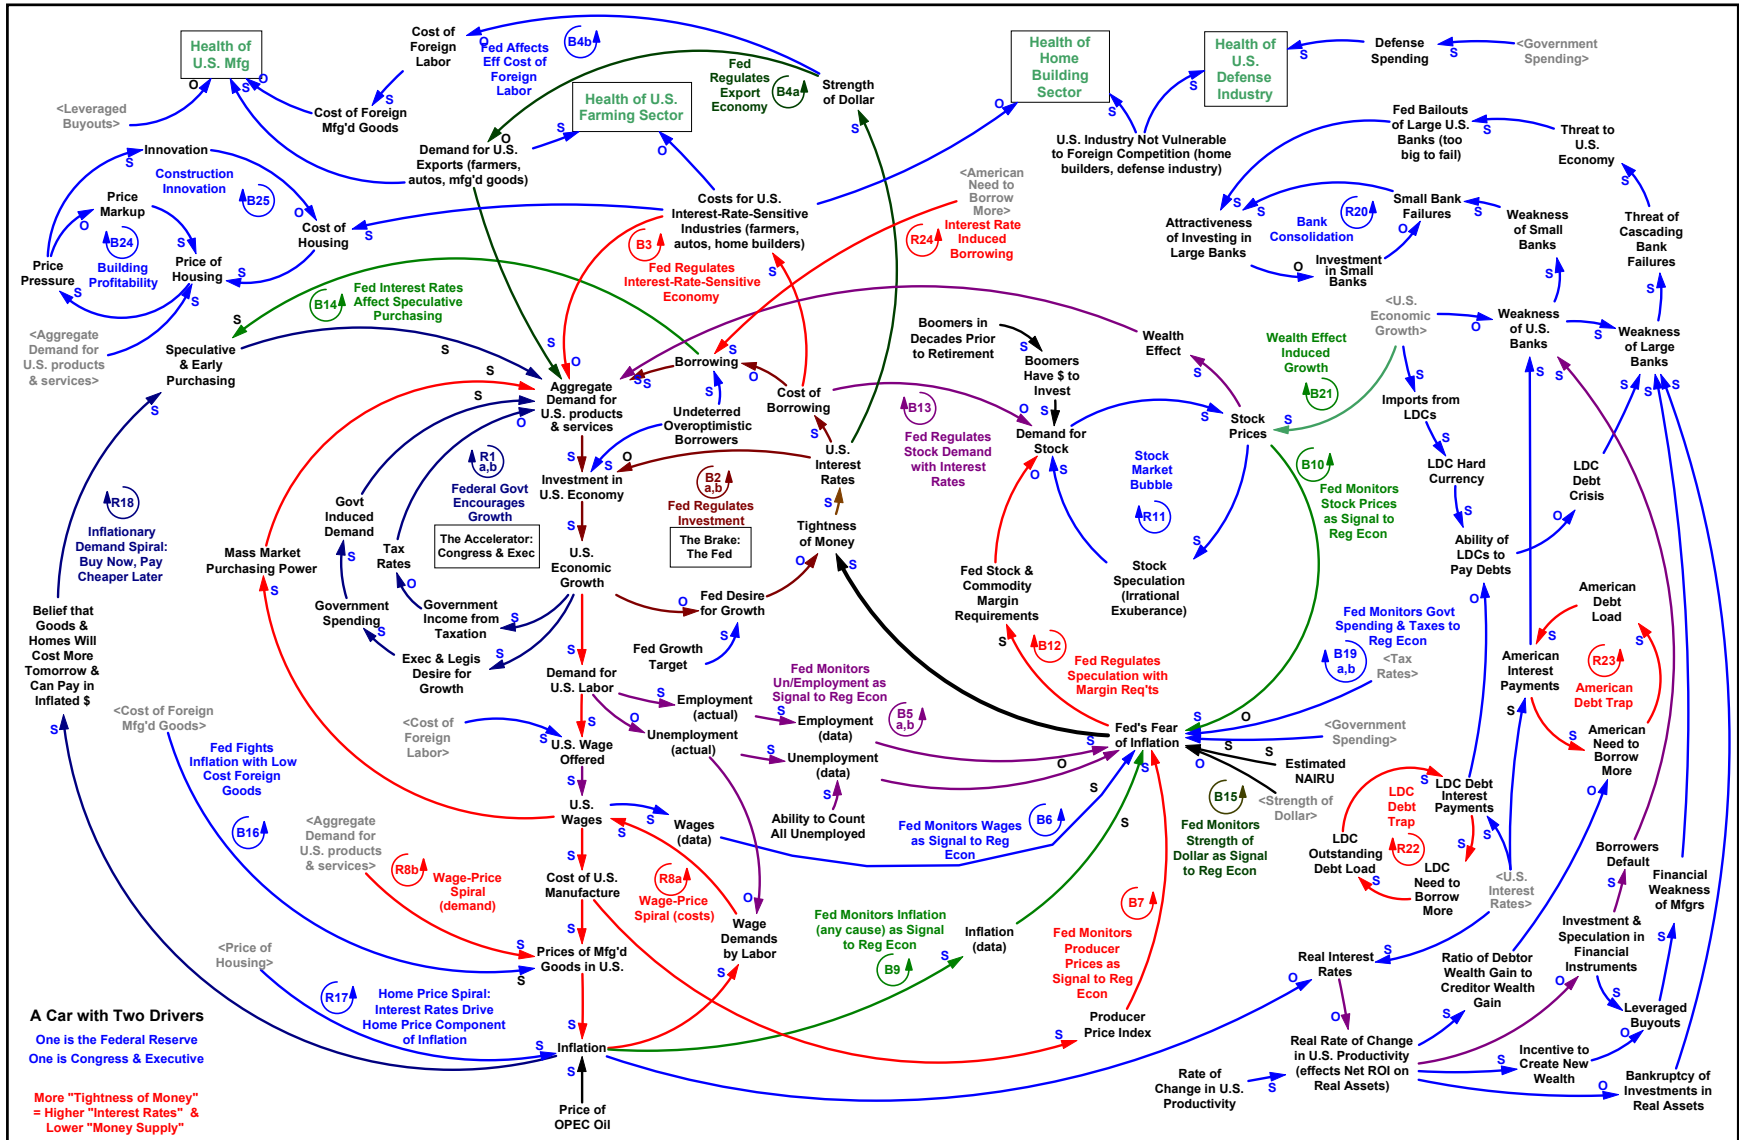 Health of
U.S. Mfg
Cost of
Foreign
Labor
Fed Affects
Eff Cost of
Foreign
Labor
B4b
Fed
Regulates
Export
Economy
B4a
Strength
of Dollar
Health of
Home
Building
Sector
Health of
U.S.
Defense
Industry
Defense
Spending
<Government
Spending>
<Leveraged
Buyouts>
Cost of Foreign
Mfg'd Goods
Health of U.S.
Farming Sector
Demand for U.S.
Exports (farmers,
autos, mfg'd goods)
U.S. Industry Not Vulnerable
to Foreign Competition (home
builders, defense industry)
Fed Bailouts
of Large U.S.
Banks (too
big to fail)
Threat to
U.S.
Economy
Innovation
Construction
Innovation
B25
Price
Markup
B24
Building
Profitability
Price
Pressure
Price of
Housing
Cost of
Housing
Costs for U.S.
Interest-Rate-Sensitive
Industries (farmers,
autos, home builders)
B3
Fed Regulates
Interest-Rate-Sensitive
Economy
<American
Need to
Borrow
More>
R24
Interest Rate
Induced
Borrowing
Attractiveness
of Investing in
Large Banks
Bank
Consolidation
R20
Small Bank
Failures
Investment
in Small
Banks
Weakness
of Small
Banks
Threat of
Cascading
Bank
Failures
<Aggregate
Demand for
U.S. products
& services>
B14
Fed Interest Rates
Affect Speculative
Purchasing
Speculative
& Early
Purchasing
Borrowing
Boomers in
Decades Prior
to Retirement
Boomers
Have $ to
Invest
Wealth
Effect
Wealth Effect
Induced
Growth
B21
<U.S.
Economic
Growth>
Weakness
of U.S.
Banks
Weakness
of Large
Banks
Aggregate
Demand for
U.S. products
& services
Undeterred
Overoptimistic
Borrowers
Cost of
Borrowing
B13
Fed Regulates
Stock Demand
with Interest
Rates
Demand for
Stock
Stock
Prices
Imports from
LDCs
R1
a,b
Federal Govt
Encourages
Growth
Investment in
U.S. Economy
B2
a,b
Fed Regulates
Investment
U.S.
Interest
Rates
Stock
Market
Bubble
R11
B10
Fed Monitors
Stock Prices
as Signal to
Reg Econ
LDC Hard
Currency
LDC
Debt
Crisis
R18
Inflationary
Demand Spiral:
Buy Now, Pay
Cheaper Later
Govt
Induced
Demand
The Accelerator:
Congress & Exec
The Brake:
The Fed
Tightness
of Money
Mass Market
Purchasing Power
Tax
Rates
U.S.
Economic
Growth
Fed Stock &
Commodity
Margin
Requirements
Stock
Speculation
(Irrational
Exuberance)
Ability of
LDCs to
Pay Debts
Belief that
Goods &
Homes Will
Cost More
Tomorrow &
Can Pay in
Inflated $
Government
Spending
Government
Income from
Taxation
Fed Desire
for Growth
American
Debt
Load
Fed Growth
Target
Exec & Legis
Desire for
Growth
B12
Fed Regulates
Speculation with
Margin Req'ts
Fed Monitors Govt
Spending & Taxes to
Reg Econ
B19
a,b
<Tax
Rates>
American
Interest
Payments
R23
American
Debt Trap
Demand for
U.S. Labor
Fed Monitors
Un/Employment as
Signal to Reg Econ
B5
a,b
Employment
(actual)
Employment
(data)
Unemployment
(actual)
Unemployment
(data)
<Cost of Foreign
Mfg'd Goods>
<Cost of
Foreign
Labor>
U.S. Wage
Offered
Fed's Fear
of Inflation
<Government
Spending>
Estimated
NAIRU
<Strength of
Dollar>
American
Need to
Borrow
More
Fed Fights
Inflation with Low
Cost Foreign
Goods
B16
U.S.
Wages
Wages
(data)
Ability to Count
All Unemployed
Fed Monitors Wages
as Signal to Reg
Econ
B6
B15
Fed Monitors
Strength of
Dollar as Signal
to Reg Econ
LDC
Debt
Trap
R22
LDC Debt
Interest
Payments
LDC
Outstanding
Debt Load
LDC
Need to
Borrow
More
<Aggregate
Demand for
U.S. products
& services>
R8b
Wage-Price
Spiral
(demand)
Cost of U.S.
Manufacture
R8a
Wage-Price
Spiral (costs)
Wage
Demands
by Labor
Fed Monitors Inflation
(any cause) as Signal
to Reg Econ
B9
Inflation
(data)
B7
Fed Monitors
Producer
Prices as
Signal to Reg
Econ
<U.S.
Interest
Rates>
Borrowers
Default
Financial
Weakness
of Mfgrs
<Price of
Housing>
Prices of Mfg'd
Goods in U.S.
R17
Home Price Spiral:
Interest Rates Drive
Home Price Component
of Inflation
Real Interest
Rates
Ratio of Debtor
Wealth Gain to
Creditor Wealth
Gain
Investment &
Speculation in
Financial
Instruments
Leveraged
Buyouts
Producer
Price Index
Inflation
Price of
OPEC Oil
Rate of
Change in U.S.
Productivity
Real Rate of Change
in U.S. Productivity
(effects Net ROI on
Real Assets)
Incentive to
Create New
Wealth
Bankruptcy of
Investments in
Real Assets
A Car with Two Drivers
One is the Federal Reserve
One is Congress & Executive
More "Tightness of Money"
= Higher "Interest Rates" &
Lower "Money Supply"